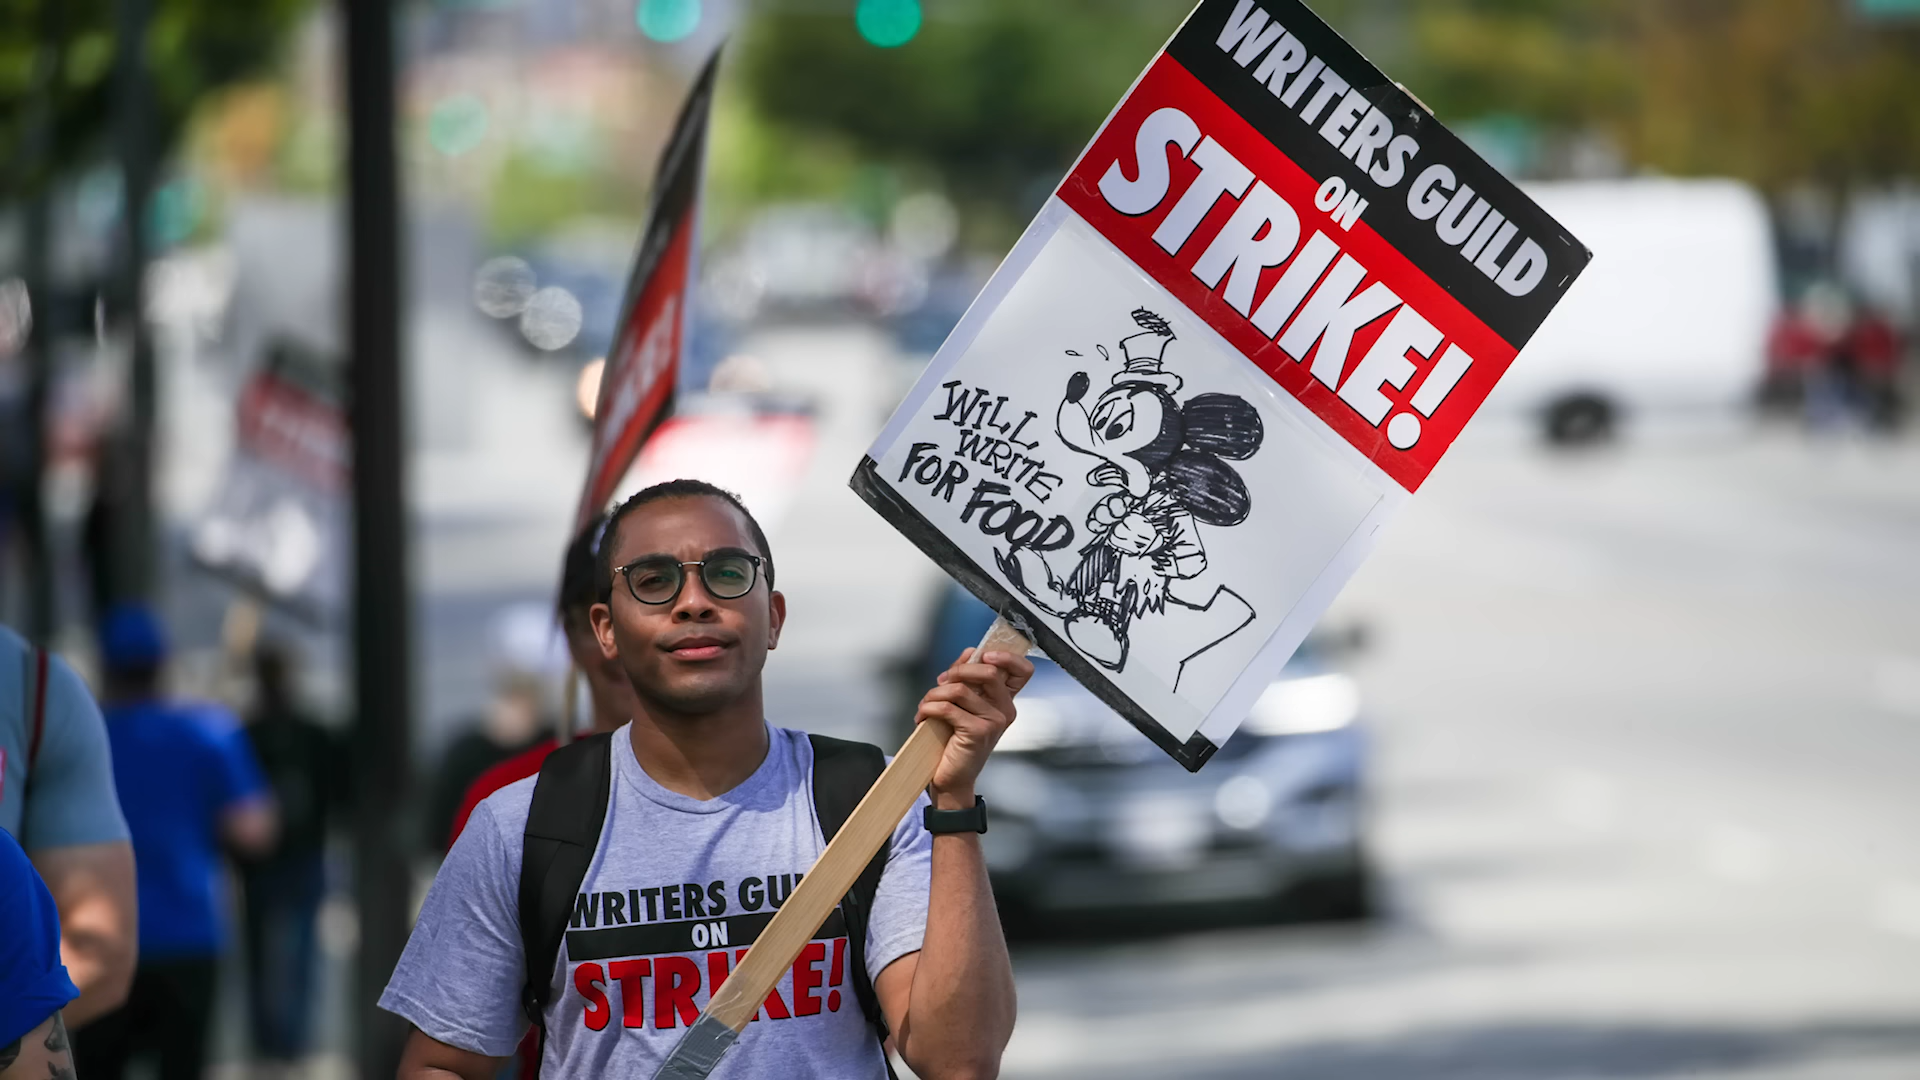 WRITERS GUILD
ON
STRIKE!
WILL
WRITE
FOR FOOD
WRITERS GUI
ON
STRIKE!